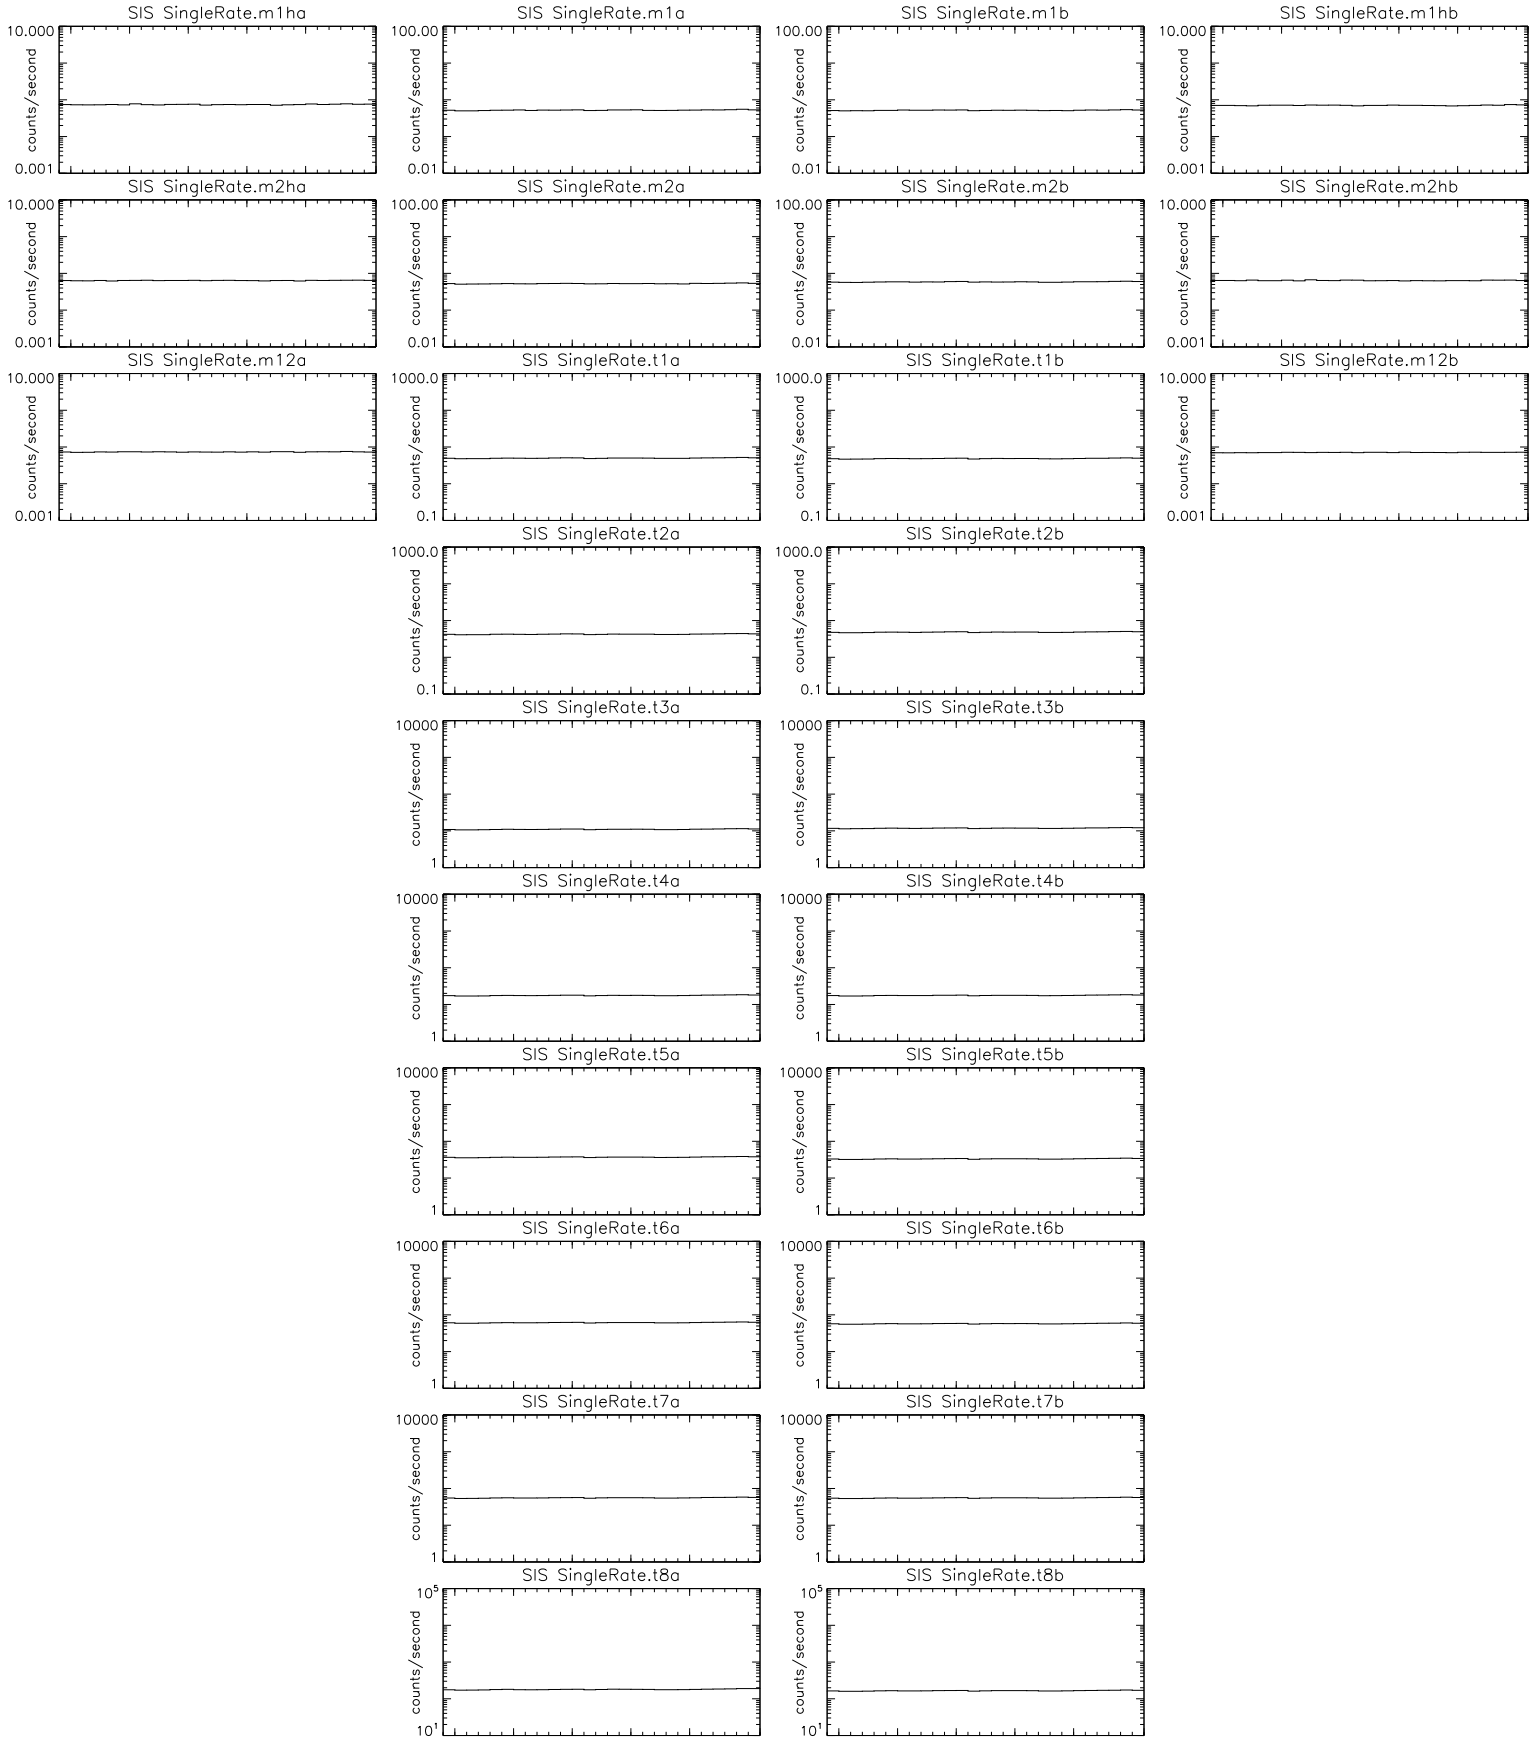 SIS SingleRate.m1ha
10.000
counts/second
0.001
SIS SingleRate.m1a
100.00
counts/second
0.01
SIS SingleRate.m1b
100.00
counts/second
0.01
SIS SingleRate.m1hb
10.000
counts/second
0.001
SIS SingleRate.m2ha
10.000
counts/second
0.001
SIS SingleRate.m2a
100.00
counts/second
0.01
SIS SingleRate.m2b
100.00
counts/second
0.01
SIS SingleRate.m2hb
10.000
counts/second
0.001
SIS SingleRate.m12a
10.000
counts/second
0.001
SIS SingleRate.t1a
1000.0
counts/second
0.1
SIS SingleRate.t1b
1000.0
counts/second
0.1
SIS SingleRate.m12b
10.000
counts/second
0.001
SIS SingleRate.t2a
1000.0
counts/second
0.1
SIS SingleRate.t2b
1000.0
counts/second
0.1
SIS SingleRate.t3a
10000
counts/second
1
SIS SingleRate.t3b
10000
counts/second
1
SIS SingleRate.t4a
10000
counts/second
1
SIS SingleRate.t4b
10000
counts/second
1
SIS SingleRate.t5a
10000
counts/second
1
SIS SingleRate.t5b
10000
counts/second
1
SIS SingleRate.t6a
10000
counts/second
1
SIS SingleRate.t6b
10000
counts/second
1
SIS SingleRate.t7a
10000
counts/second
1
SIS SingleRate.t7b
10000
counts/second
1
SIS SingleRate.t8a
10⁵
counts/second
10¹
SIS SingleRate.t8b
10⁵
counts/second
10¹